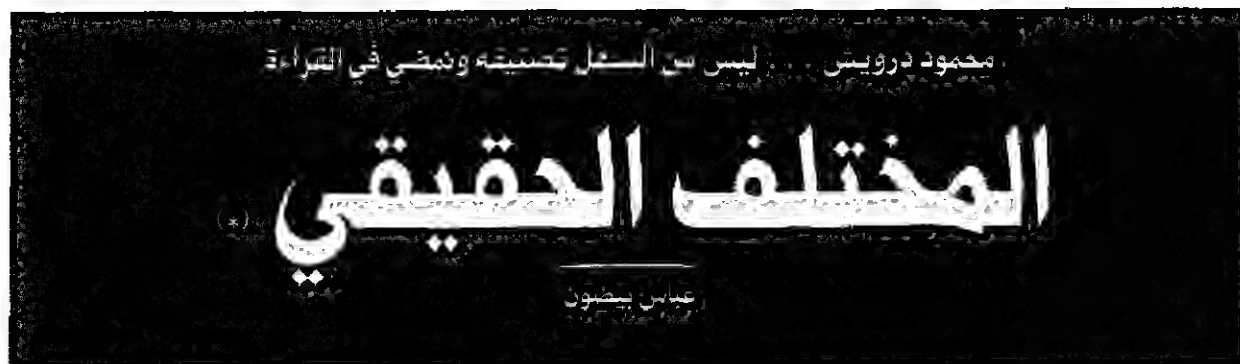 محمود درويش ... ليس من السهل تصنيفه ونمضي في القراءة
المختلف الحقيقي (*)
عباس بيضون